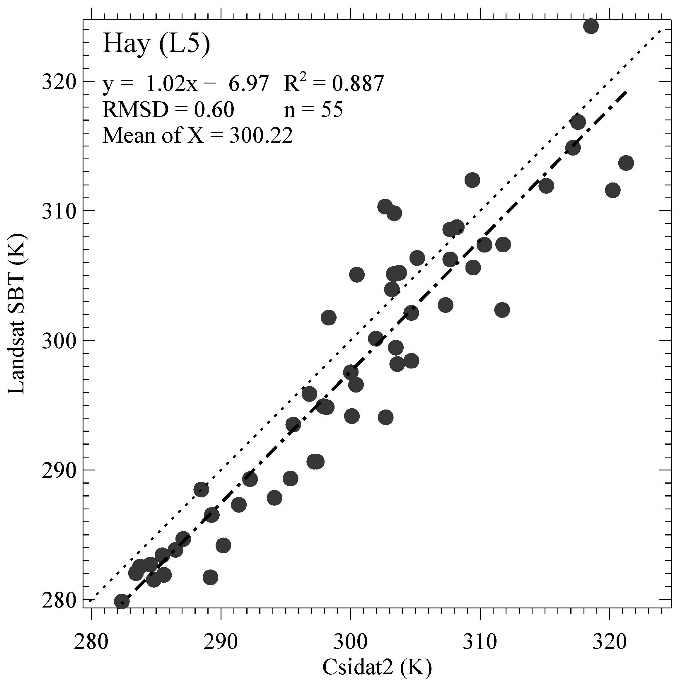 Hay (L5)
y = 1.02x − 6.97 R² = 0.887
RMSD = 0.60 n = 55
Mean of X = 300.22
320
310
300
290
280
Landsat SBT (K)
280 290 300 310 320
Csidat2 (K)